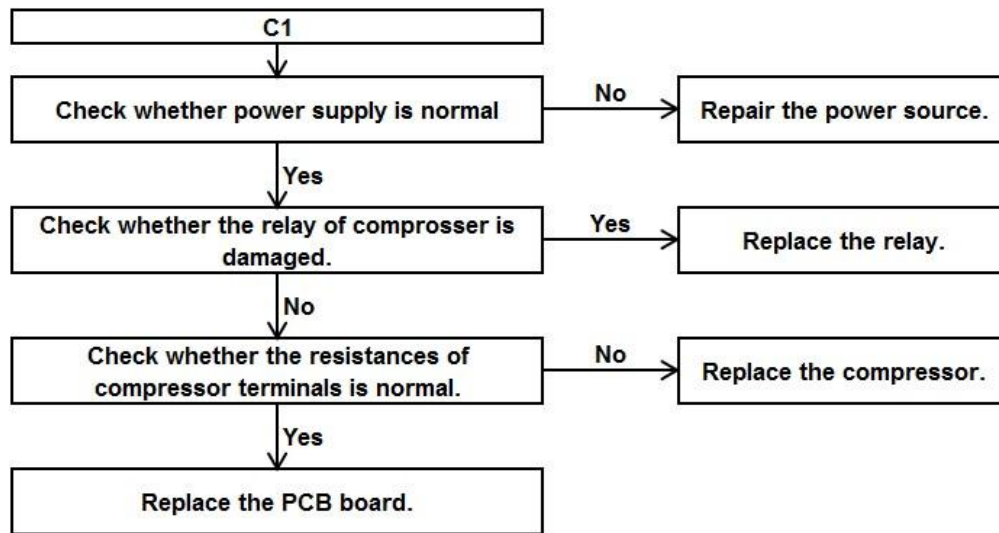 C1
Check whether power supply is normal
No
Repair the power source.
Yes
Check whether the relay of comprosser is
damaged.
Yes
Replace the relay.
No
Check whether the resistances of
compressor terminals is normal.
No
Replace the compressor.
Yes
Replace the PCB board.